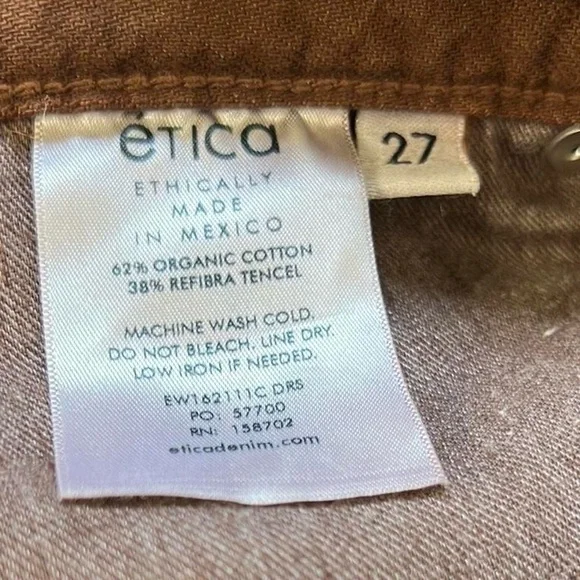 ética
27
ETHICALLY
MADE
IN MEXICO
62% ORGANIC COTTON
38% REFIBRA TENCEL
MACHINE WASH COLD.
DO NOT BLEACH. LINE DRY.
LOW IRON IF NEEDED.
EW162111C DRS
PO: 57700
RN: 158702
eticadenim.com